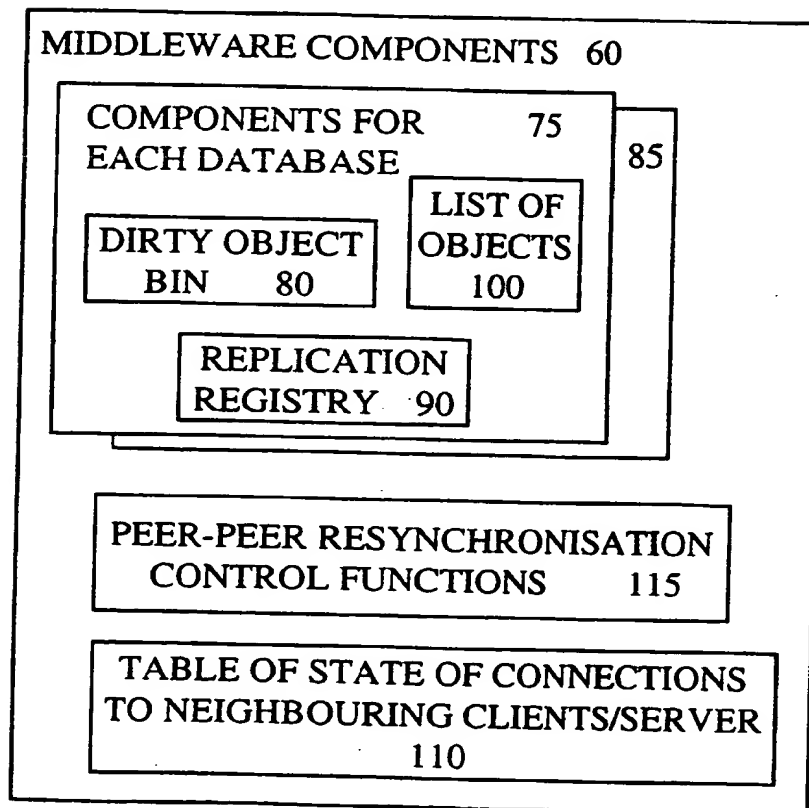 MIDDLEWARE COMPONENTS 60
COMPONENTS FOR 75
EACH DATABASE
85
DIRTY OBJECT
BIN 80
LIST OF
OBJECTS
100
REPLICATION
REGISTRY 90
PEER-PEER RESYNCHRONISATION
CONTROL FUNCTIONS 115
TABLE OF STATE OF CONNECTIONS
TO NEIGHBOURING CLIENTS/SERVER
110